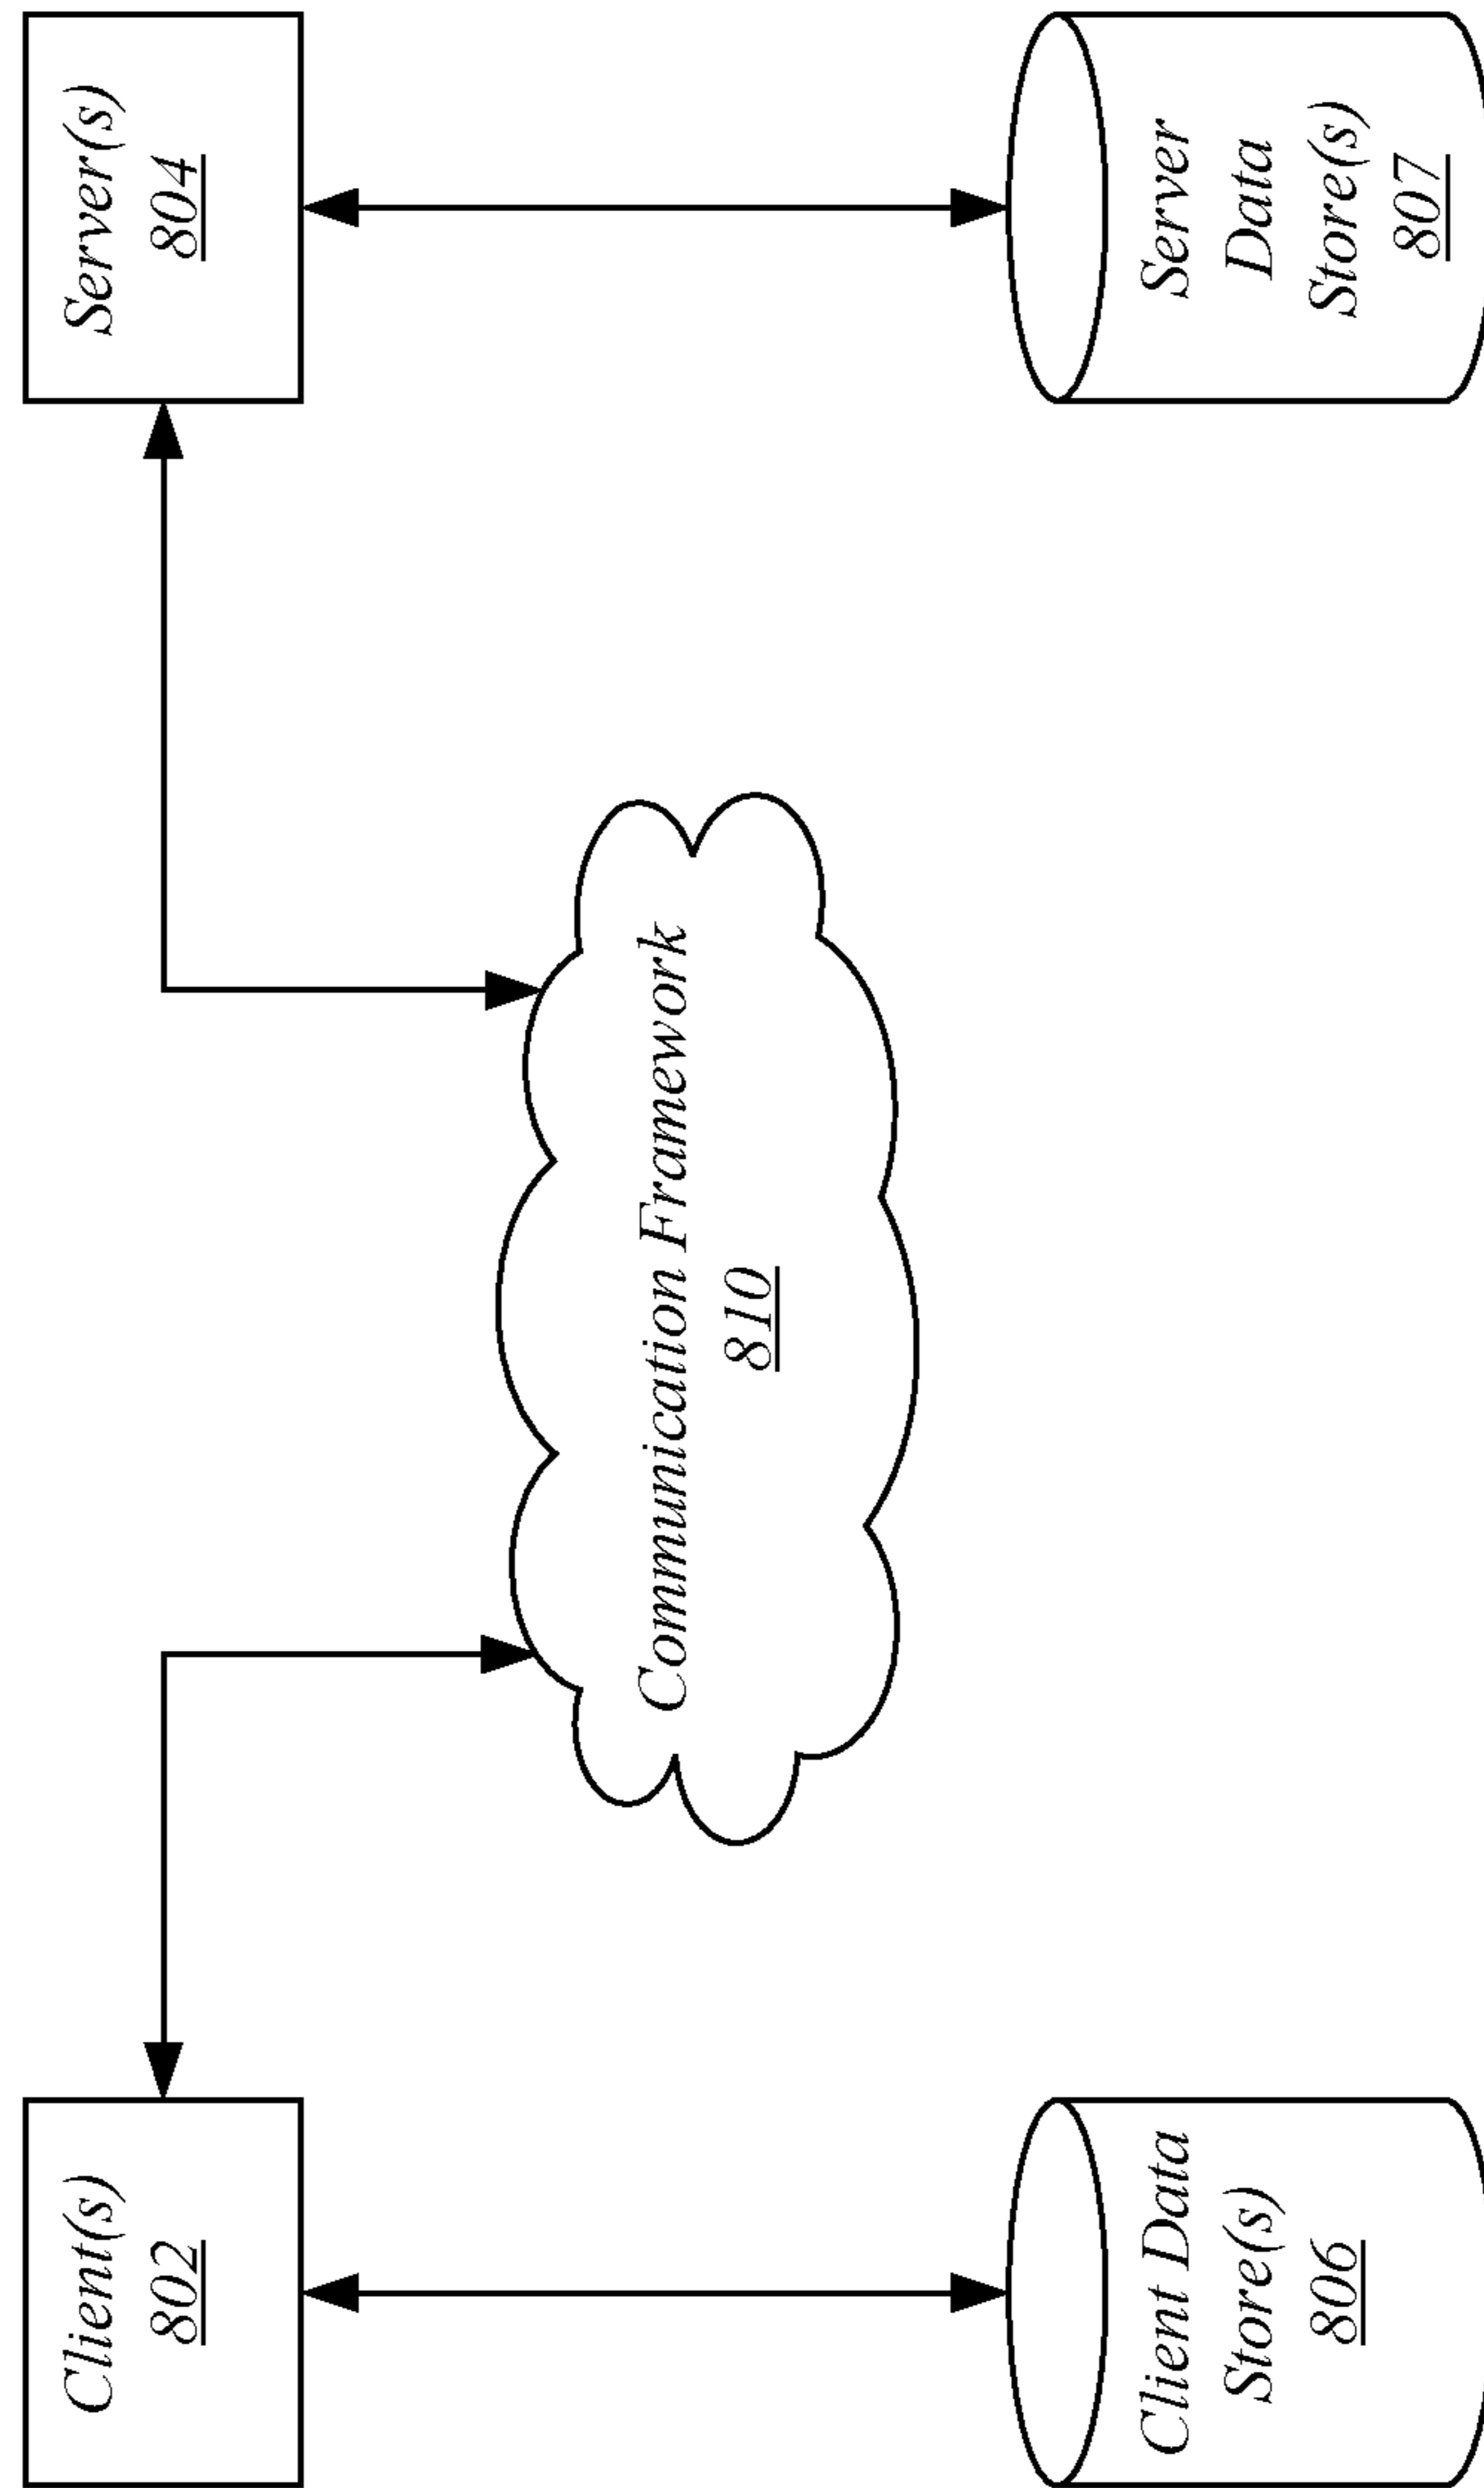 Client(s)
802
Server(s)
804
Communication Framework
810
Client Data
Store(s)
806
Server
Data
Store(s)
807